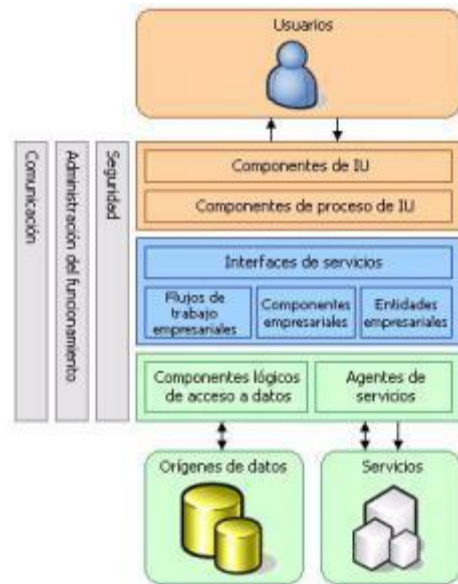 Usuarios
Comunicación
Administración del funcionamiento
Seguridad
Componentes de IU
Componentes de proceso de IU
Interfaces de servicios
Flujos de
trabajo
empresariales
Componentes
empresariales
Entidades
empresariales
Componentes lógicos
de acceso a datos
Agentes de
servicios
Orígenes de datos
Servicios